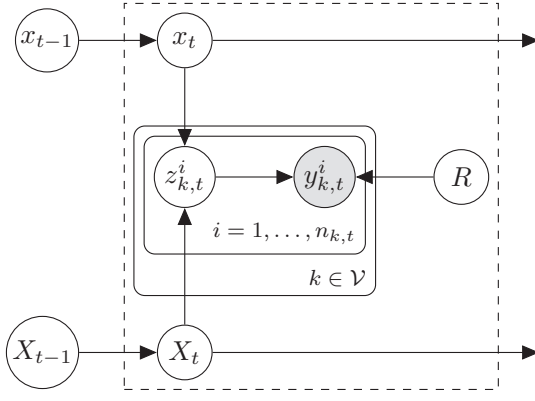 x_{t−1} x_t
z^i_{k,t} y^i_{k,t} R
i = 1, . . . , n_{k,t}
k ∈ 𝒱
X_{t−1} X_t